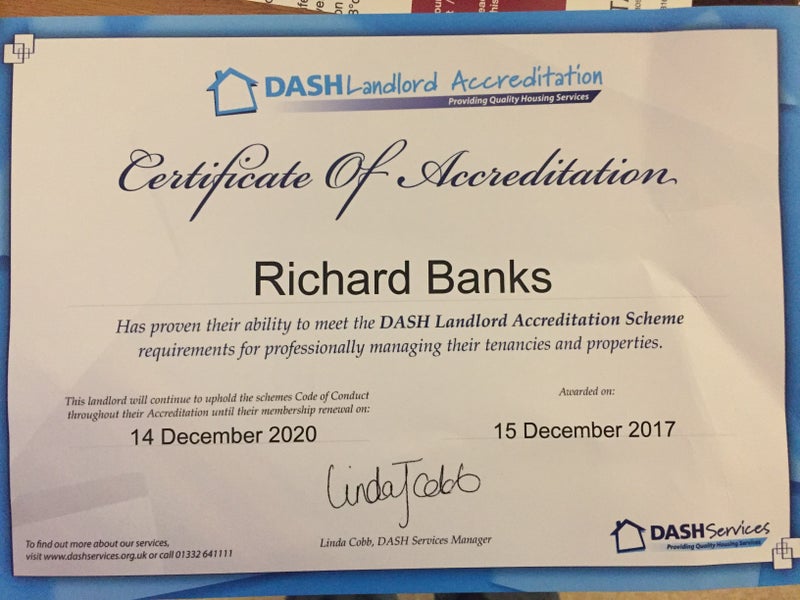 DASH Landlord Accreditation
Providing Quality Housing Services
Certificate Of Accreditation
Richard Banks
Has proven their ability to meet the DASH Landlord Accreditation Scheme
requirements for professionally managing their tenancies and properties.
This landlord will continue to uphold the schemes Code of Conduct
throughout their Accreditation until their membership renewal on:
14 December 2020
Awarded on:
15 December 2017
Linda J Cobb
Linda Cobb, DASH Services Manager
To find out more about our services,
visit www.dashservices.org.uk or call 01332 641111
DASH Services
Providing Quality Housing Services